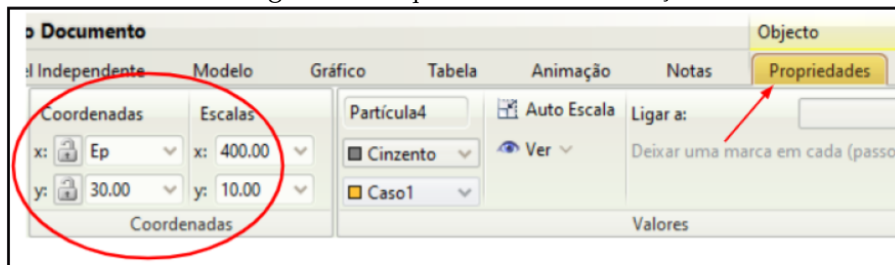 o Documento
Objecto
el Independente Modelo Gráfico Tabela Animação Notas Propriedades
Coordenadas Escalas Partícula4 Auto Escala Ligar a:
x: Ep x: 400.00 Cinzento Ver Deixar uma marca em cada (passo
y: 30.00 y: 10.00 Caso1
Coordenadas Valores